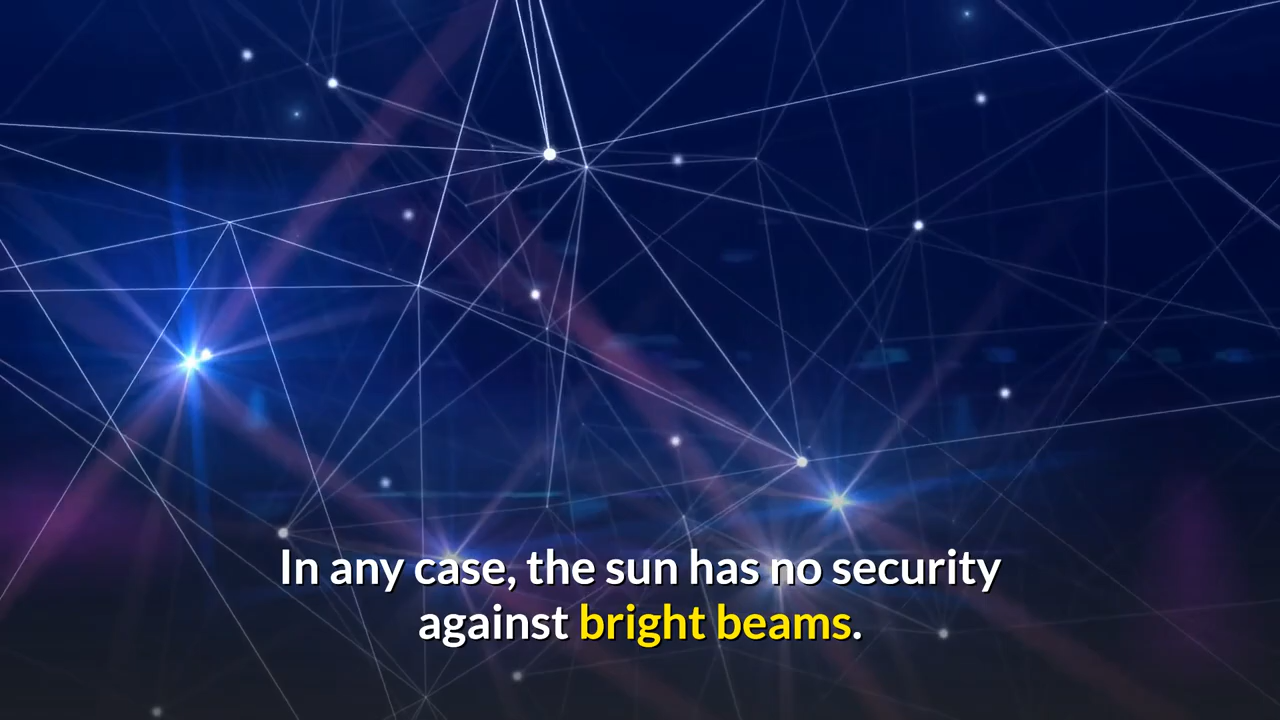 In any case, the sun has no security
against bright beams.